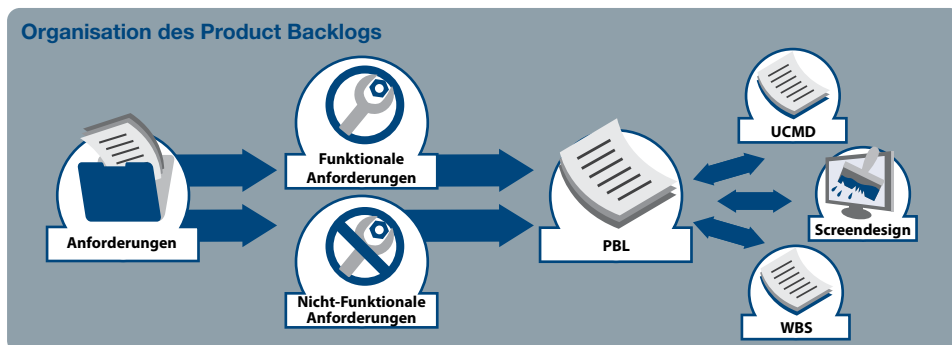 Organisation des Product Backlogs
Anforderungen
Funktionale
Anforderungen
Nicht-Funktionale
Anforderungen
PBL
UCMD
Screendesign
WBS